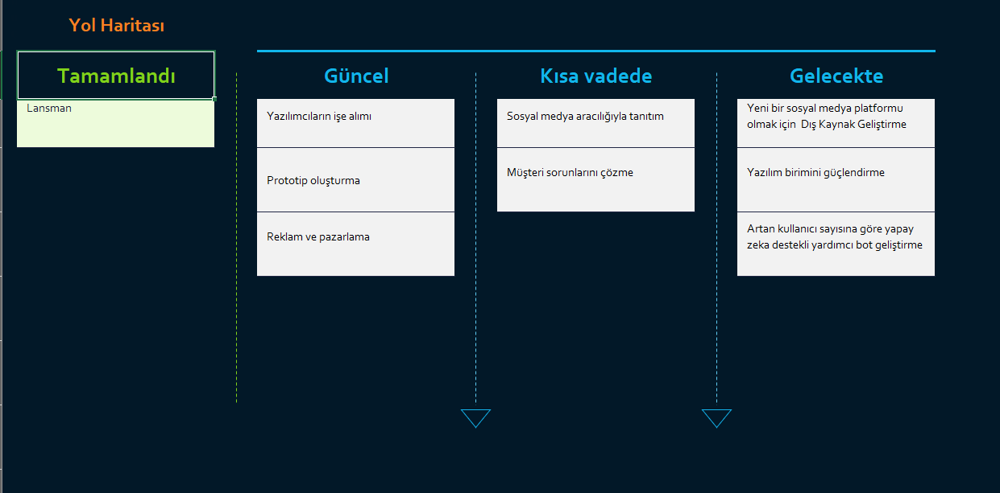 Yol Haritası
Tamamlandı
Lansman
Güncel
Yazılımcıların işe alımı
Prototip oluşturma
Reklam ve pazarlama
Kısa vadede
Sosyal medya aracılığıyla tanıtım
Müşteri sorunlarını çözme
Gelecekte
Yeni bir sosyal medya platformu
olmak için  Dış Kaynak Geliştirme
Yazılım birimini güçlendirme
Artan kullanıcı sayısına göre yapay
zeka destekli yardımcı bot geliştirme